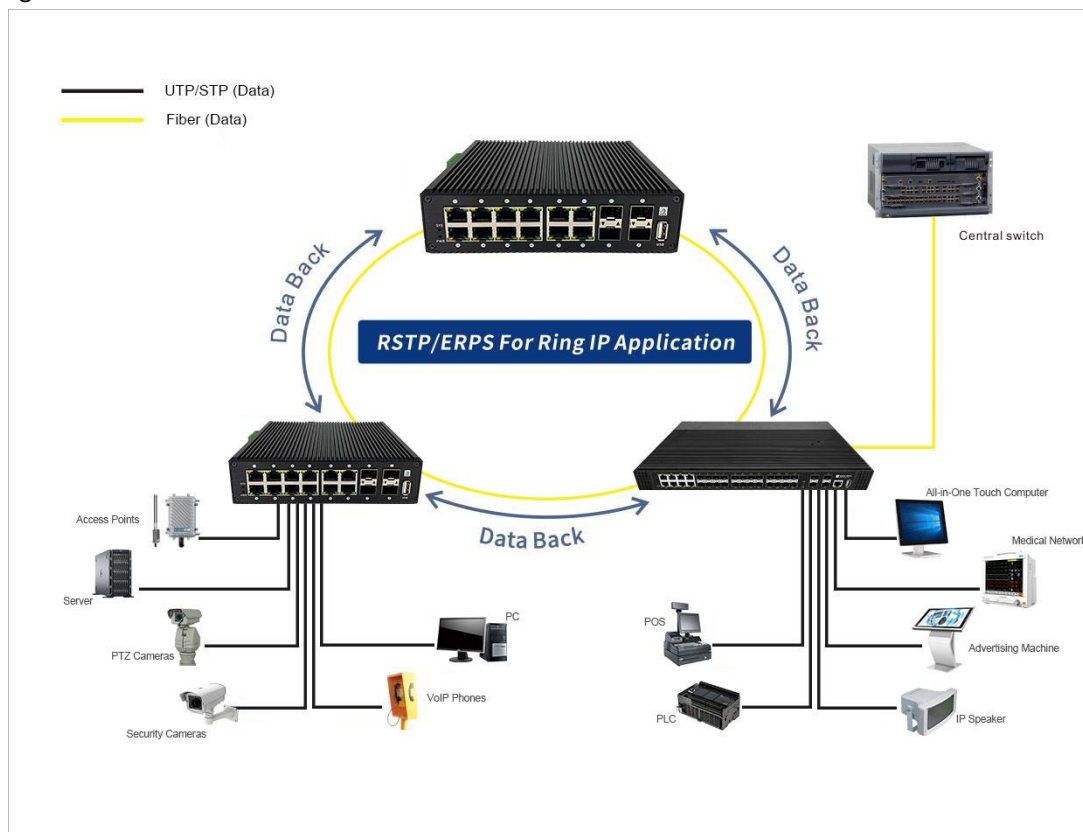 UTP/STP (Data)
Fiber (Data)
Central switch
Data Back
Data Back
RSTP/ERPS For Ring IP Application
Data Back
All-in-One Touch Computer
Access Points
Medical Network
Server
PC
POS
PTZ Cameras
Advertising Machine
VoIP Phones
PLC
IP Speaker
Security Cameras